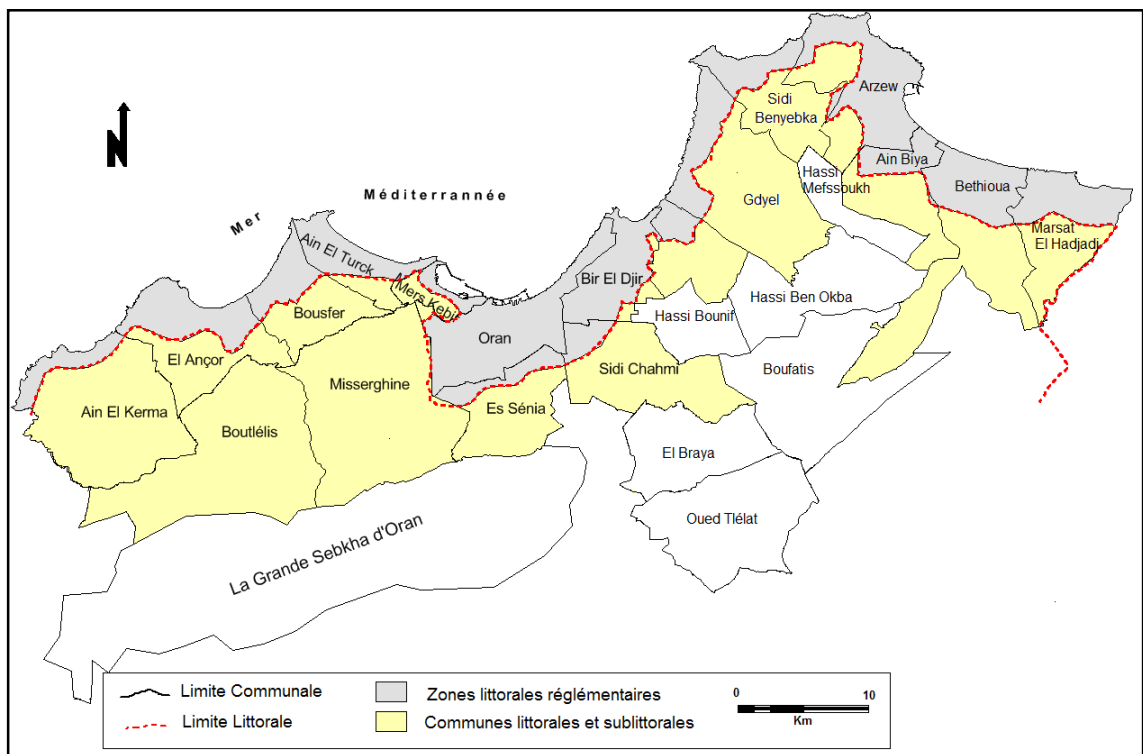 Arzew
Sidi
Benyebka
Ain Biya
Hassi
Mefssoukh
Bethioua
N
Méditerrannée
Mer
Gdyel
Marsat
El Hadjadj
Ain El Turck
Bir El Djir
Mers Kebir
Hassi Ben Okba
Bousfer
Hassi Bounif
Oran
El Ançor
Sidi Chahmi
Boufatis
Misserghine
Ain El Kerma
Es Sénia
Boutlélis
El Braya
Oued Tlélat
La Grande Sebkha d'Oran
Limite Communale
Zones littorales réglémentaires
0 10
Limite Littorale
Communes littorales et sublittorales
Km